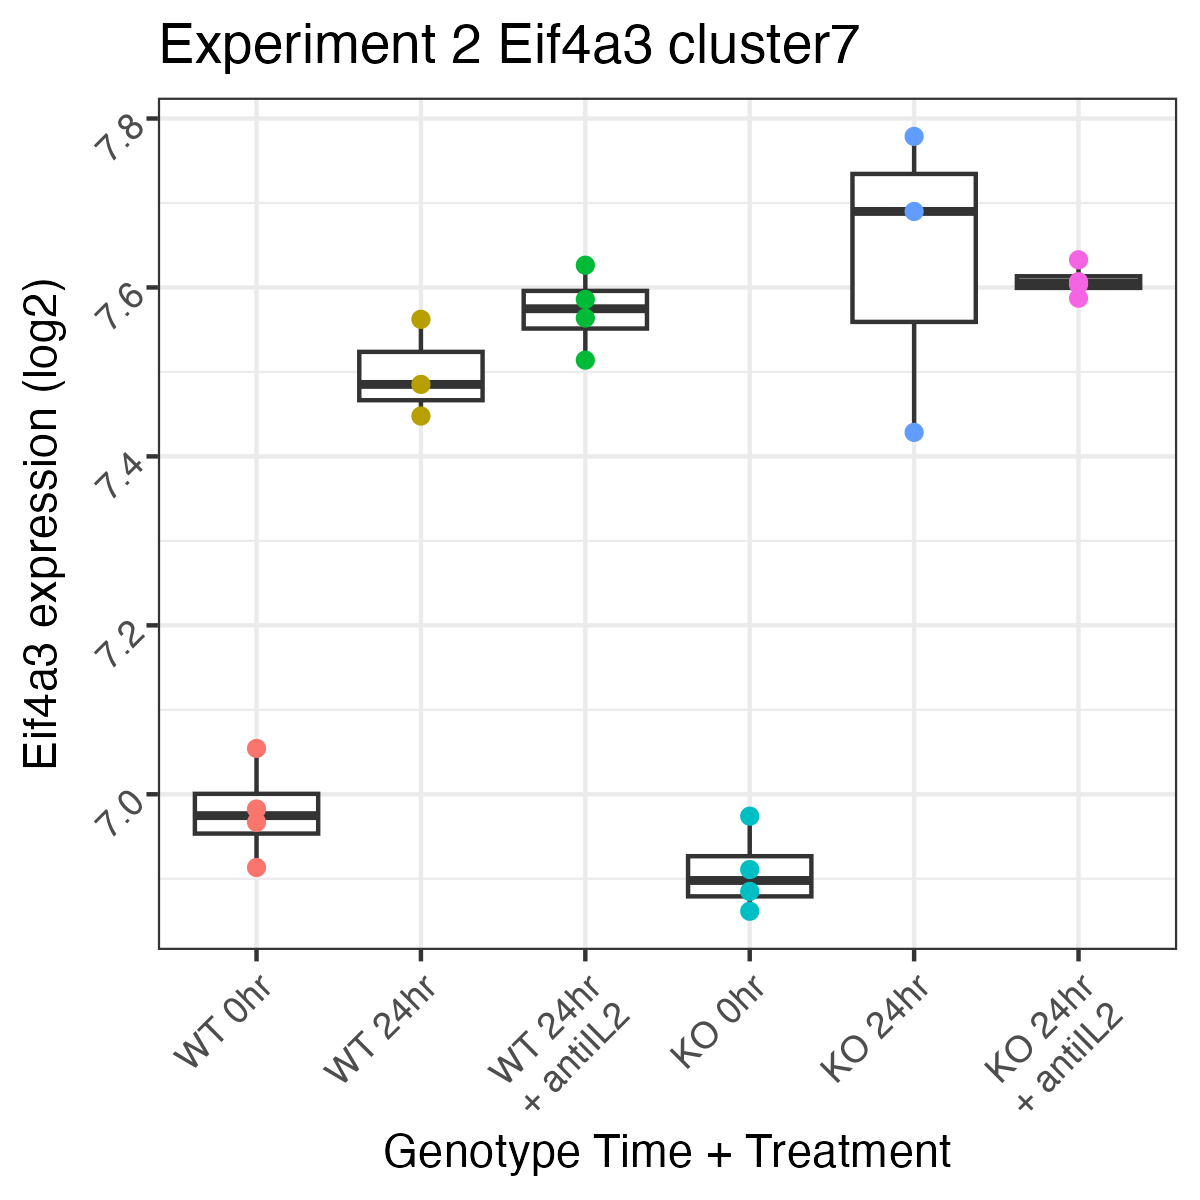 Experiment 2 Eif4a3 cluster7
Eif4a3 expression (log2)
7.8
7.6
7.4
7.2
7.0
WT 0hr
WT 24hr
WT 24hr
+ antiIL2
KO 0hr
KO 24hr
KO 24hr
+ antiIL2
Genotype Time + Treatment